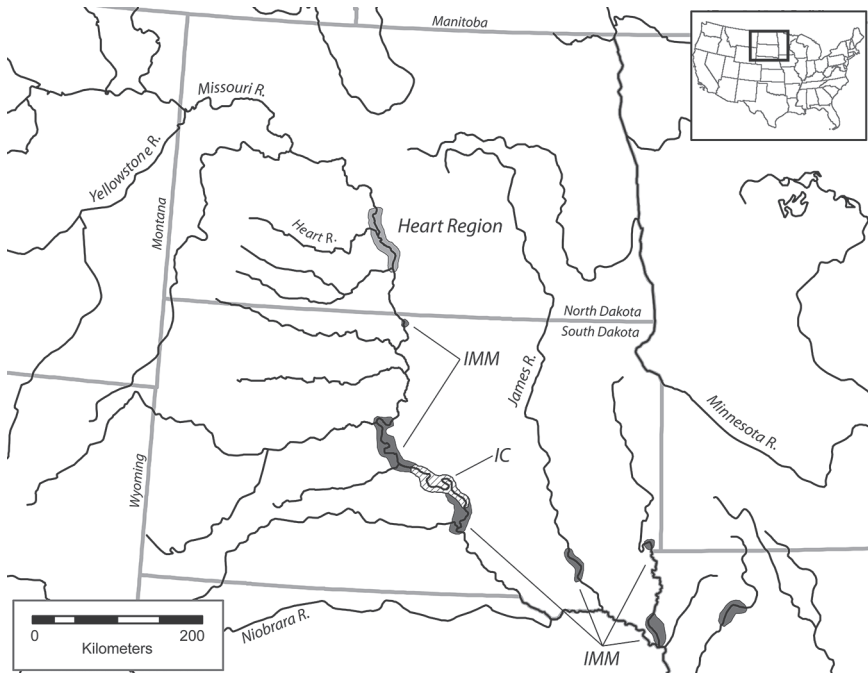 Manitoba
Missouri R.
Yellowstone R.
Montana
Heart R.
Heart Region
North Dakota
South Dakota
IMM
James R.
Minnesota R.
IC
Wyoming
Niobrara R.
IMM
0 200
Kilometers